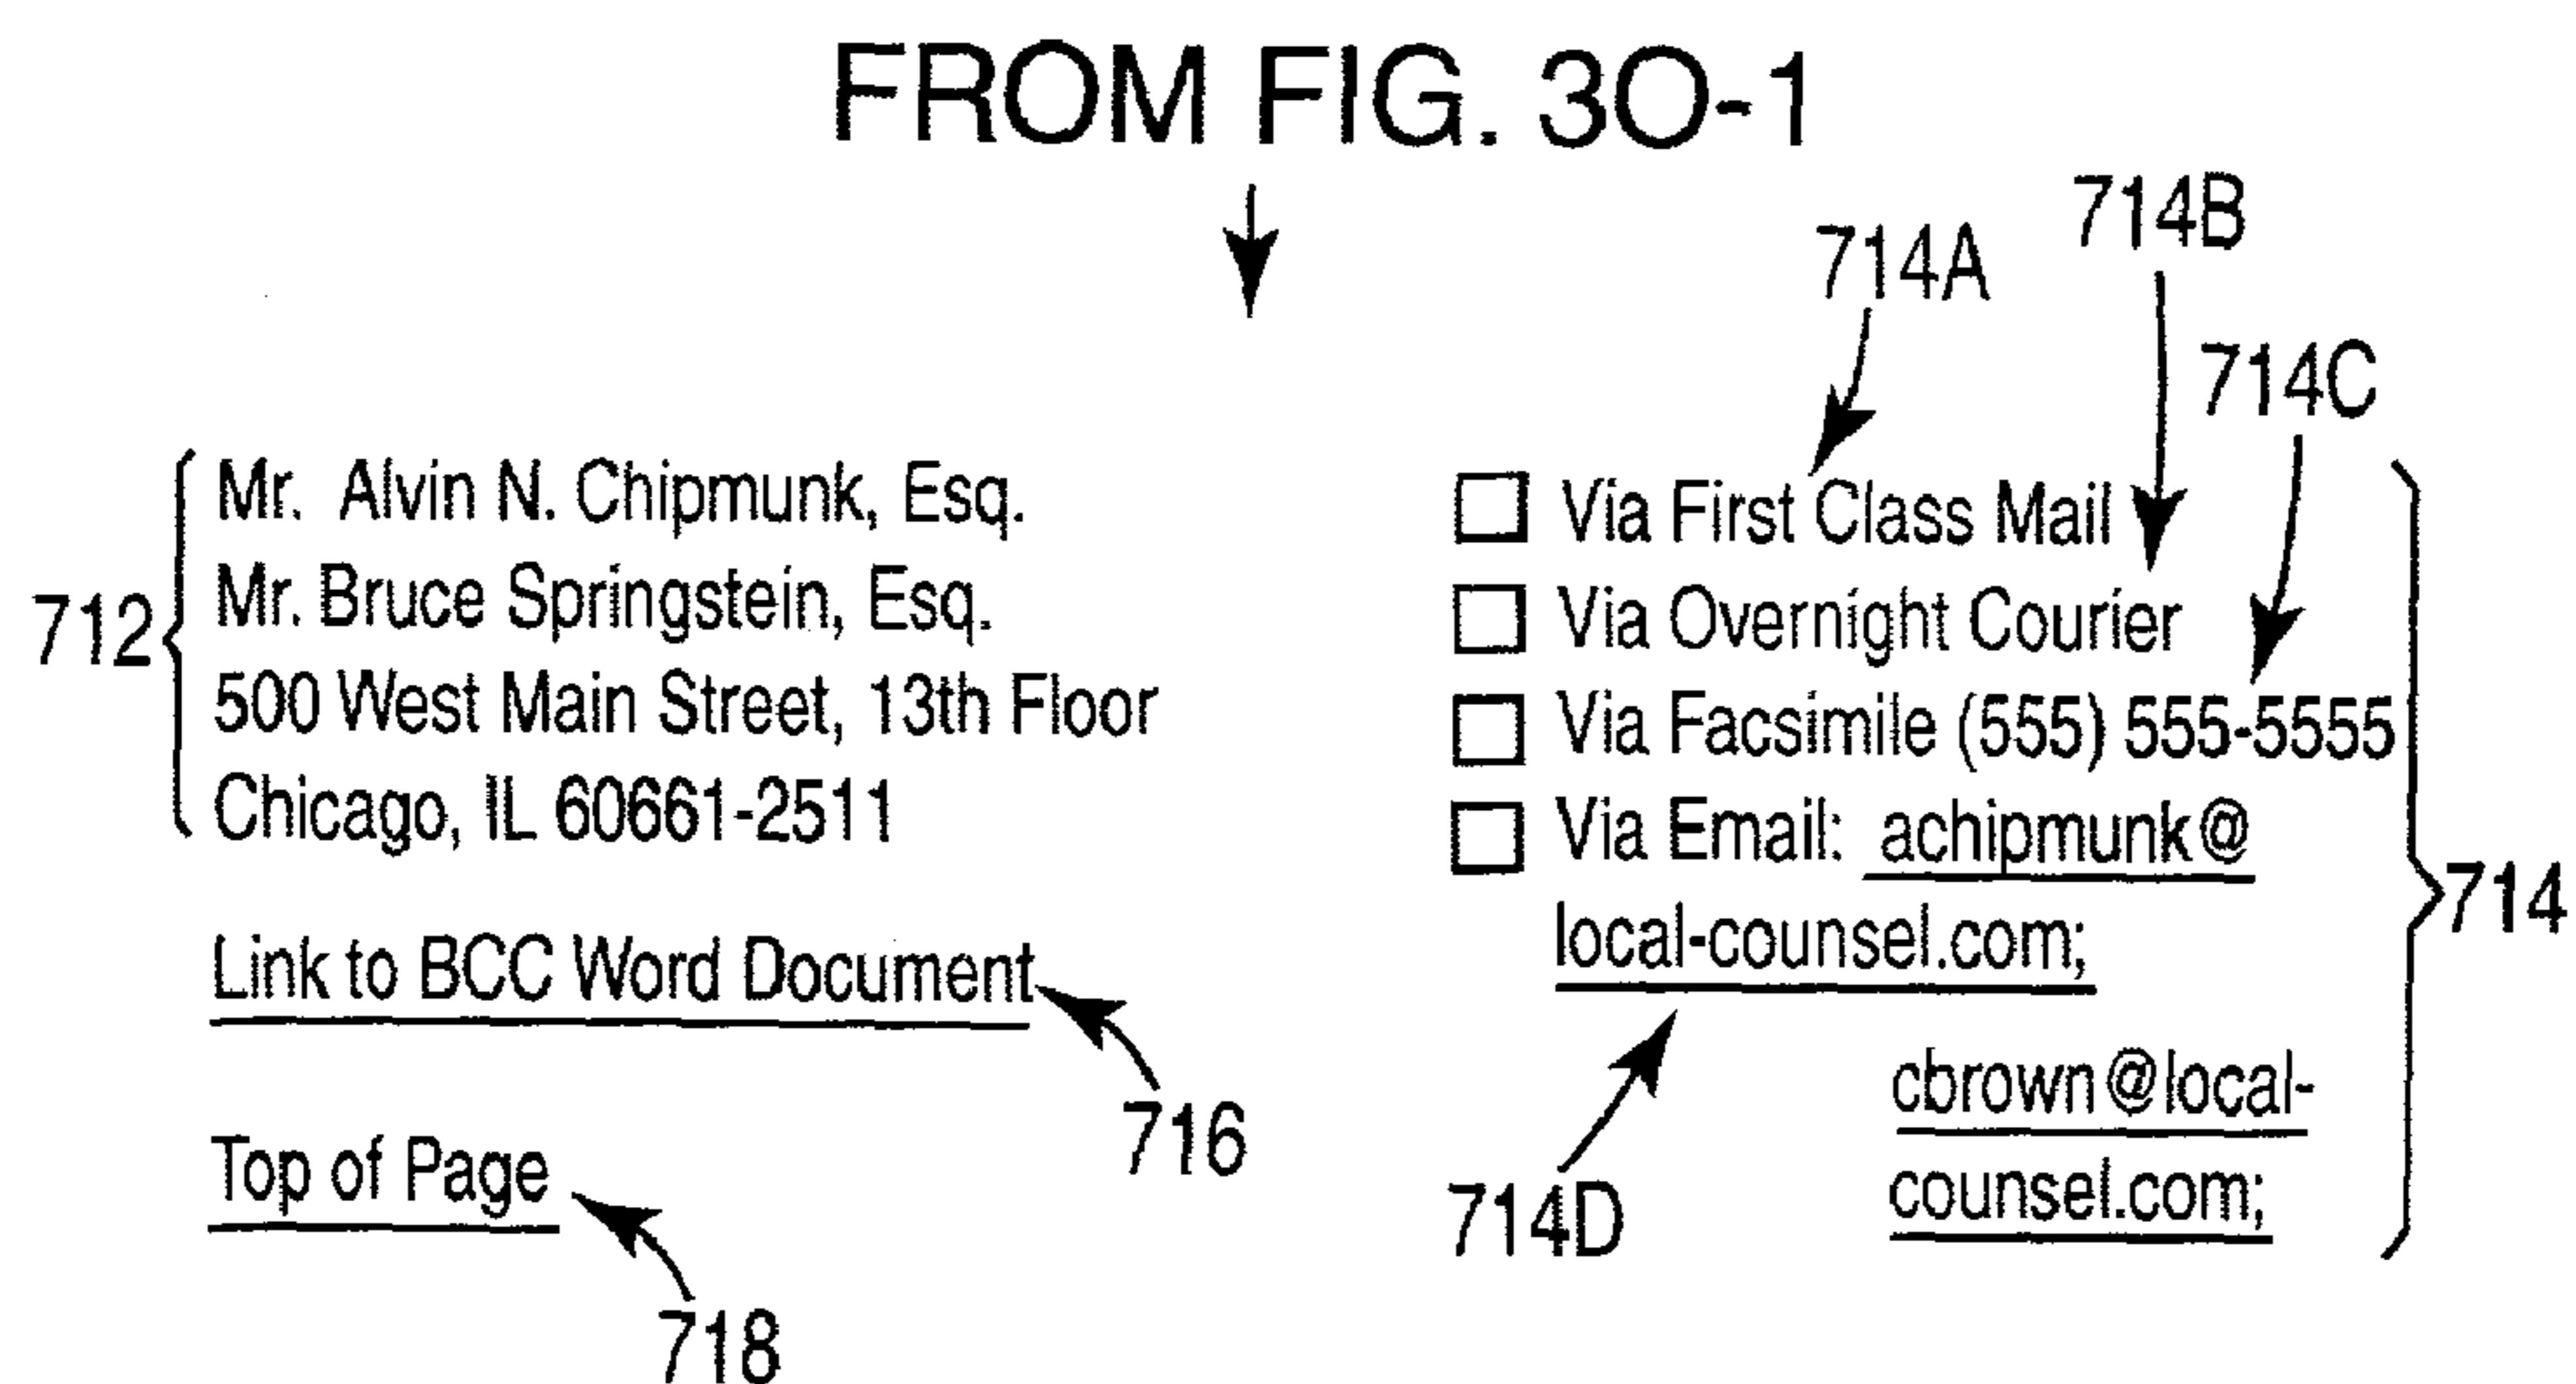 FROM FIG. 3O-1
714A
714B
714C
712
Mr. Alvin N. Chipmunk, Esq.
Mr. Bruce Springstein, Esq.
500 West Main Street, 13th Floor
Chicago, IL 60661-2511
Link to BCC Word Document
716
Top of Page
718
Via First Class Mail
Via Overnight Courier
Via Facsimile (555) 555-5555
Via Email: achipmunk@
local-counsel.com;
cbrown@local-
counsel.com;
714D
714